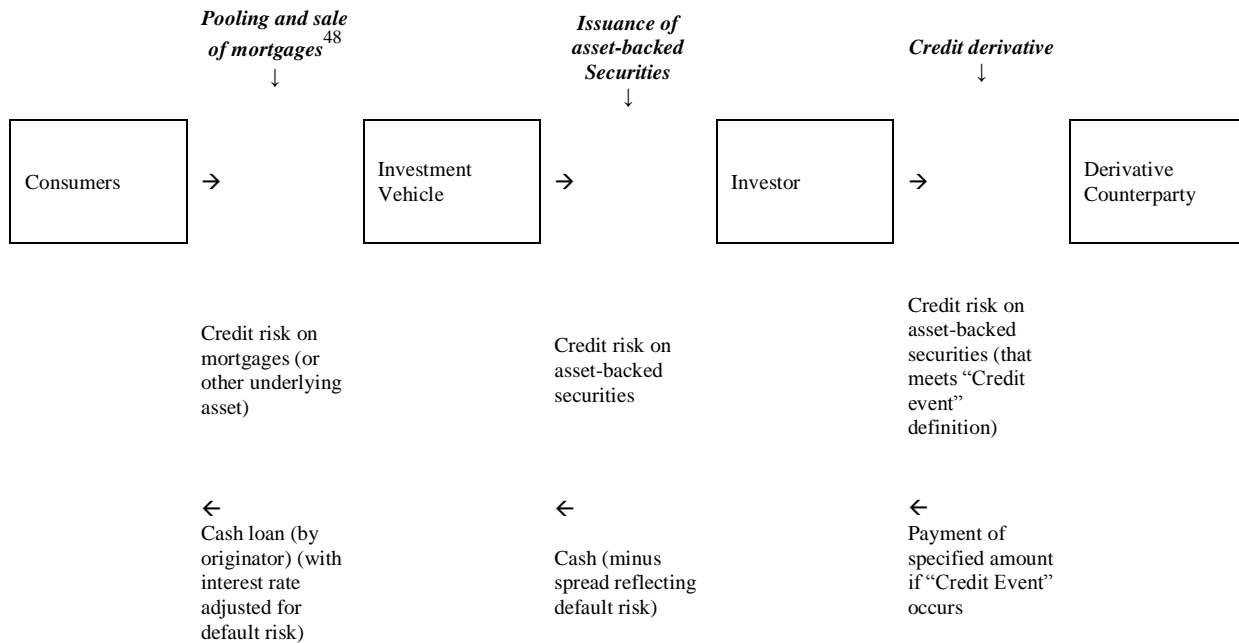 Pooling and sale
of mortgages48
↓
Issuance of
asset-backed
Securities
↓
Credit derivative
↓
Consumers
→
Investment
Vehicle
→
Investor
→
Derivative
Counterparty
Credit risk on
mortgages (or
other underlying
asset)
Credit risk on
asset-backed
securities
Credit risk on
asset-backed
securities (that
meets “Credit
event”
definition)
←
Cash loan (by
originator) (with
interest rate
adjusted for
default risk)
←
Cash (minus
spread reflecting
default risk)
←
Payment of
specified amount
if “Credit Event”
occurs